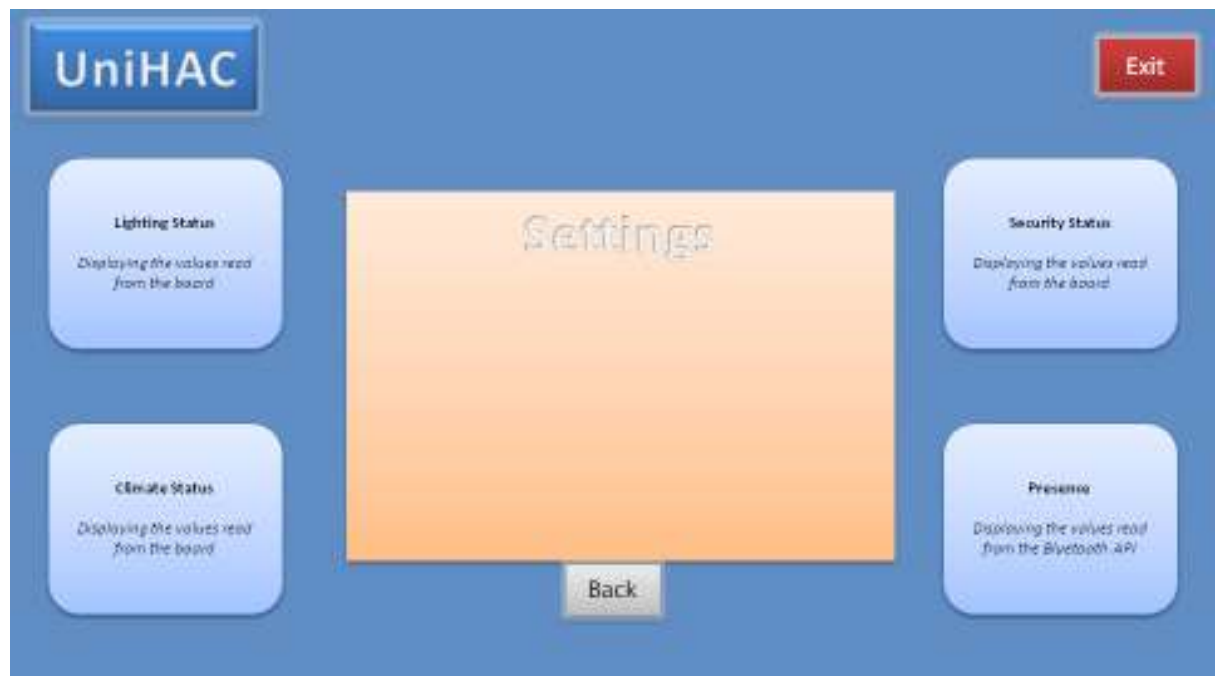 UniHAC
Exit
Lighting Status
Displaying the values read
from the board
Settings
Security Status
Displaying the values read
from the board
Climate Status
Displaying the values read
from the board
Presence
Displaying the values read
from the Bluetooth API
Back